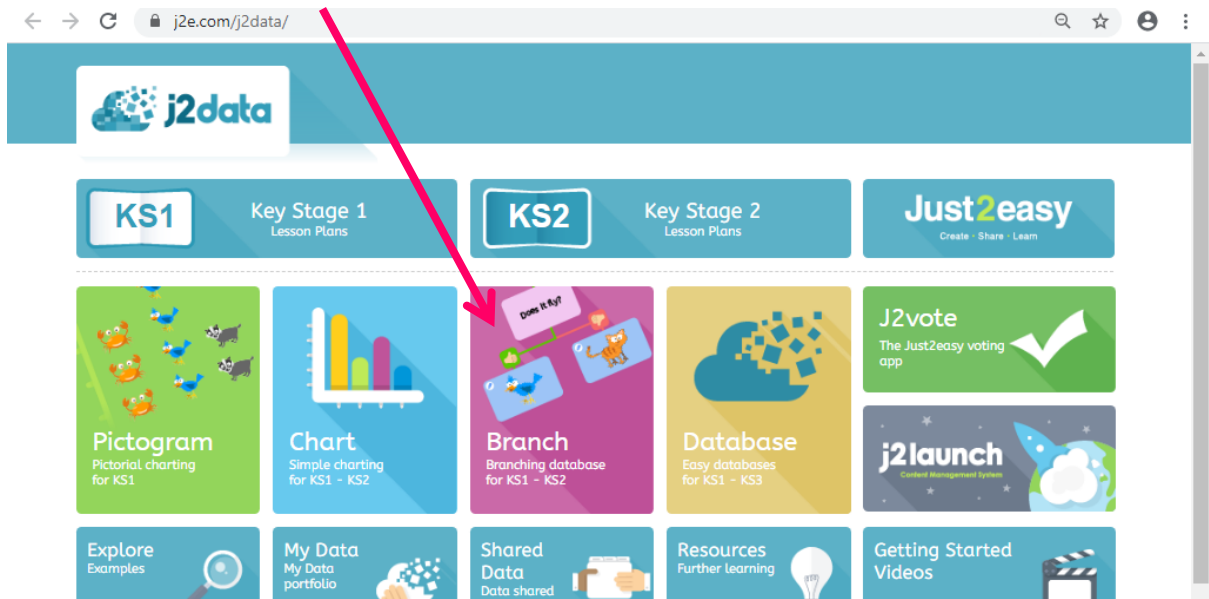 j2e.com/j2data/
j2data
KS1
Key Stage 1
Lesson Plans
KS2
Key Stage 2
Lesson Plans
Just2easy
Create · Share · Learn
Pictogram
Pictorial charting
for KS1
Chart
Simple charting
for KS1 - KS2
Does it fly?
Branch
Branching database
for KS1 - KS2
Database
Easy databases
for KS1 - KS3
J2vote
The Just2easy voting
app
j2launch
Content Management System
Explore
Examples
My Data
My Data
portfolio
Shared
Data
Data shared
Resources
Further learning
Getting Started
Videos